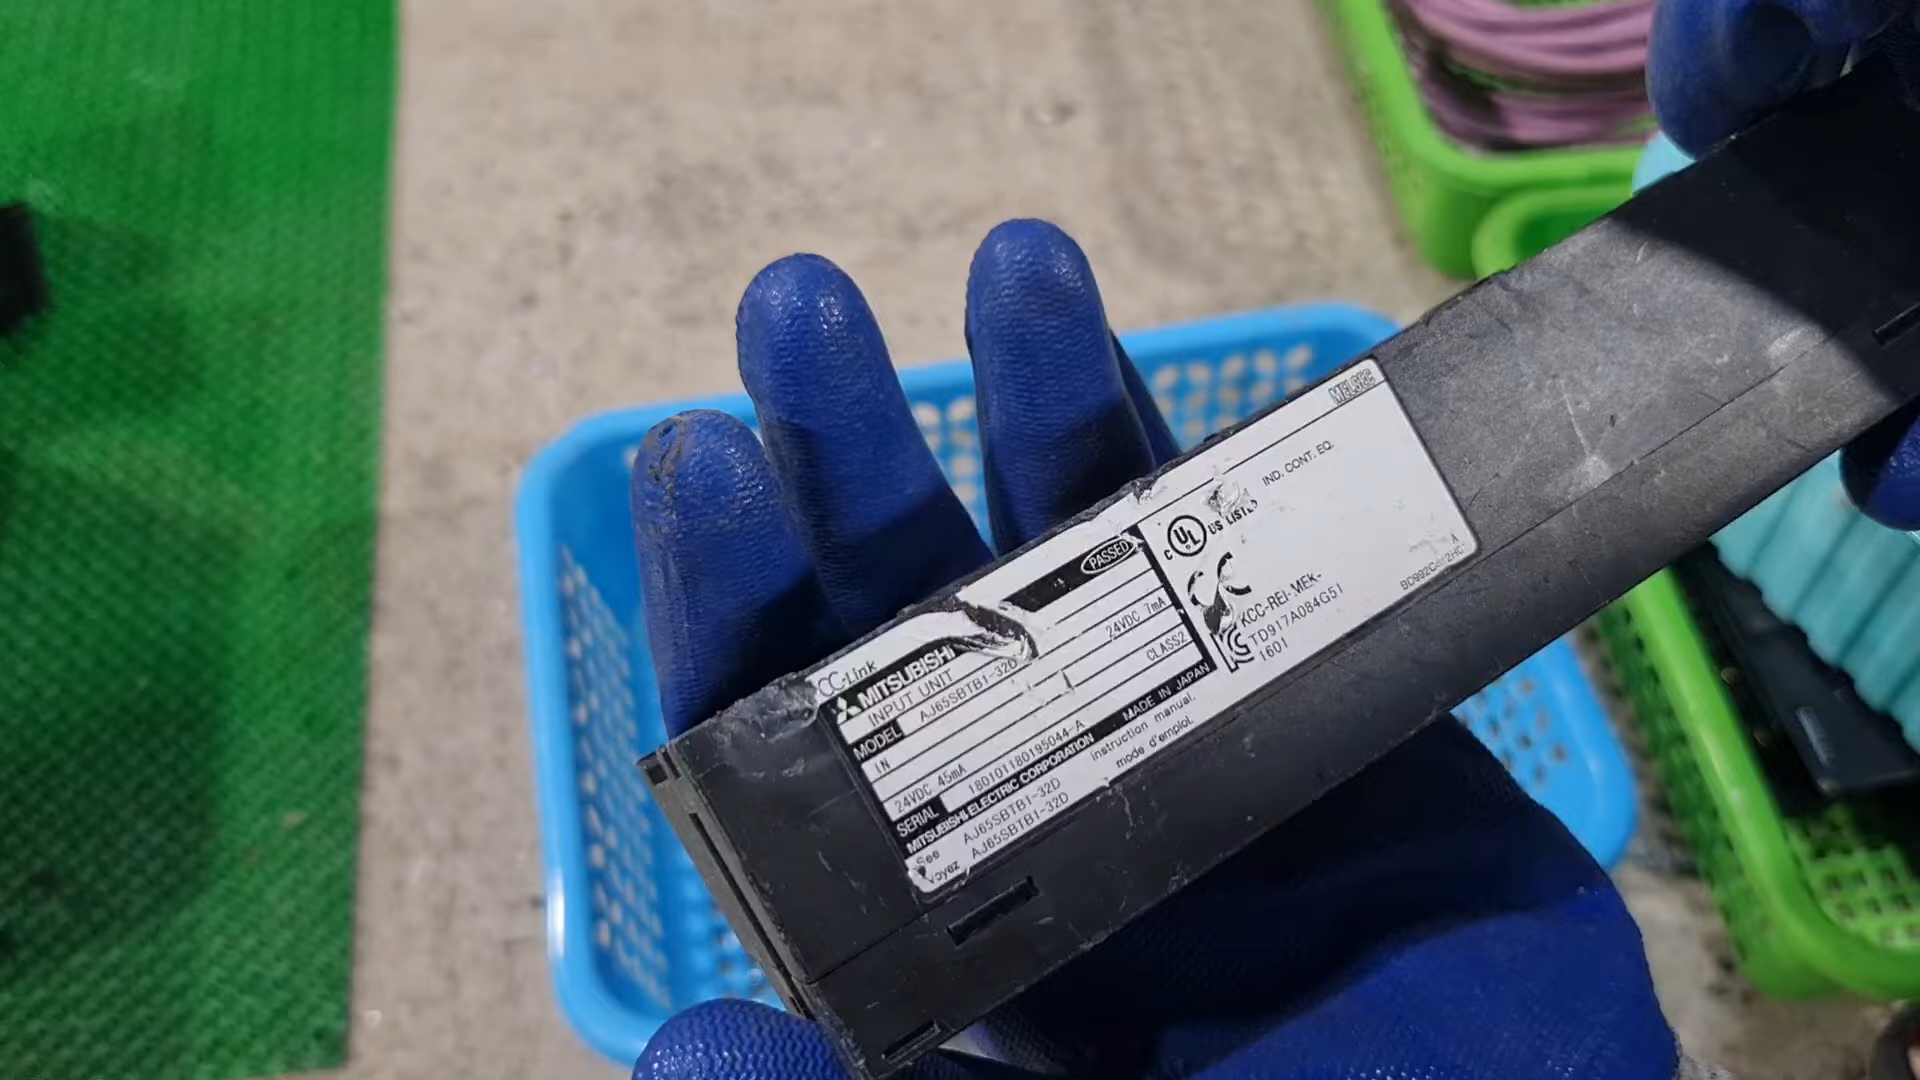 MELSEC
CC-Link
MITSUBISHI
PASSED
INPUT UNIT
MODEL AJ65SBTB1-32D
IN 24VDC 7mA
24VDC 45mA CLASS2
SERIAL 180101180195044-A
MITSUBISHI ELECTRIC CORPORATION MADE IN JAPAN
See AJ65SBTB1-32D instruction manual.
Voyez AJ65SBTB1-32D mode d'emploi.
C UL US LISTED IND. CONT. EQ.
CE
KCC-REI-MEK-
TD917A084G51
1601
A